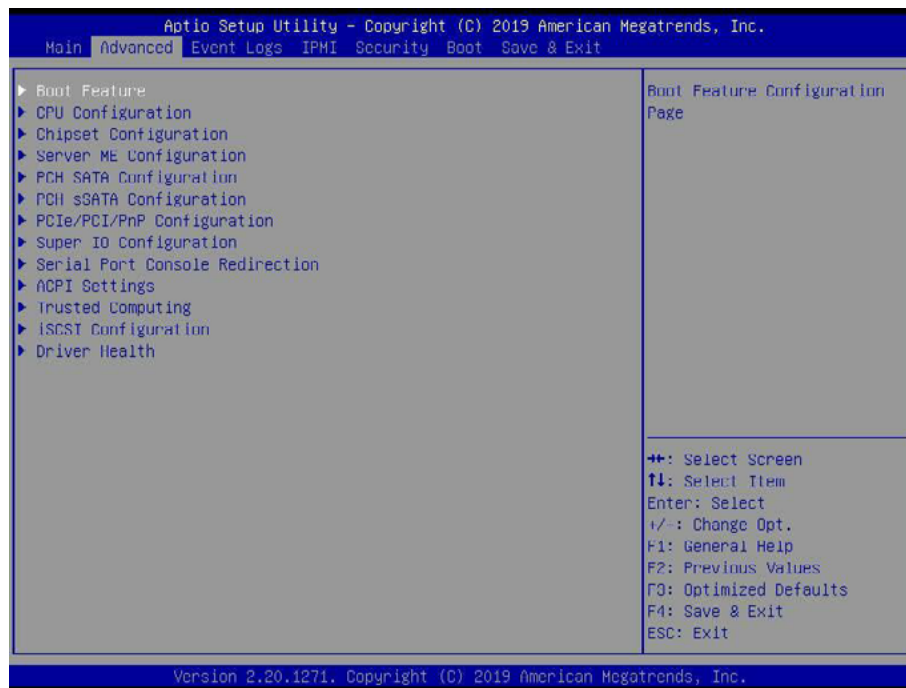 Aptio Setup Utility – Copyright (C) 2019 American Megatrends, Inc.
Main Advanced Event Logs IPMI Security Boot Save & Exit
▶ Boot Feature
▶ CPU Configuration
▶ Chipset Configuration
▶ Server ME Configuration
▶ PCH SATA Configuration
▶ PCH sSATA Configuration
▶ PCIe/PCI/PnP Configuration
▶ Super IO Configuration
▶ Serial Port Console Redirection
▶ ACPI Settings
▶ Trusted Computing
▶ iSCSI Configuration
▶ Driver Health
Boot Feature Configuration
Page
→←: Select Screen
↑↓: Select Item
Enter: Select
+/-: Change Opt.
F1: General Help
F2: Previous Values
F3: Optimized Defaults
F4: Save & Exit
ESC: Exit
Version 2.20.1271. Copyright (C) 2019 American Megatrends, Inc.